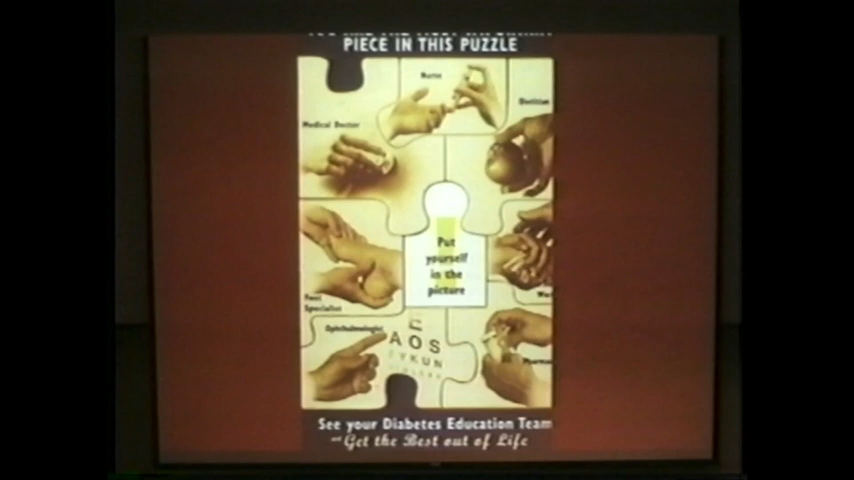 PIECE IN THIS PUZZLE
Nurse
Dietitian
Medical Doctor
Put
yourself
in the
picture
Foot
Specialist
Ophthalmologist
AOS
See your Diabetes Education Team
Get the Best out of Life